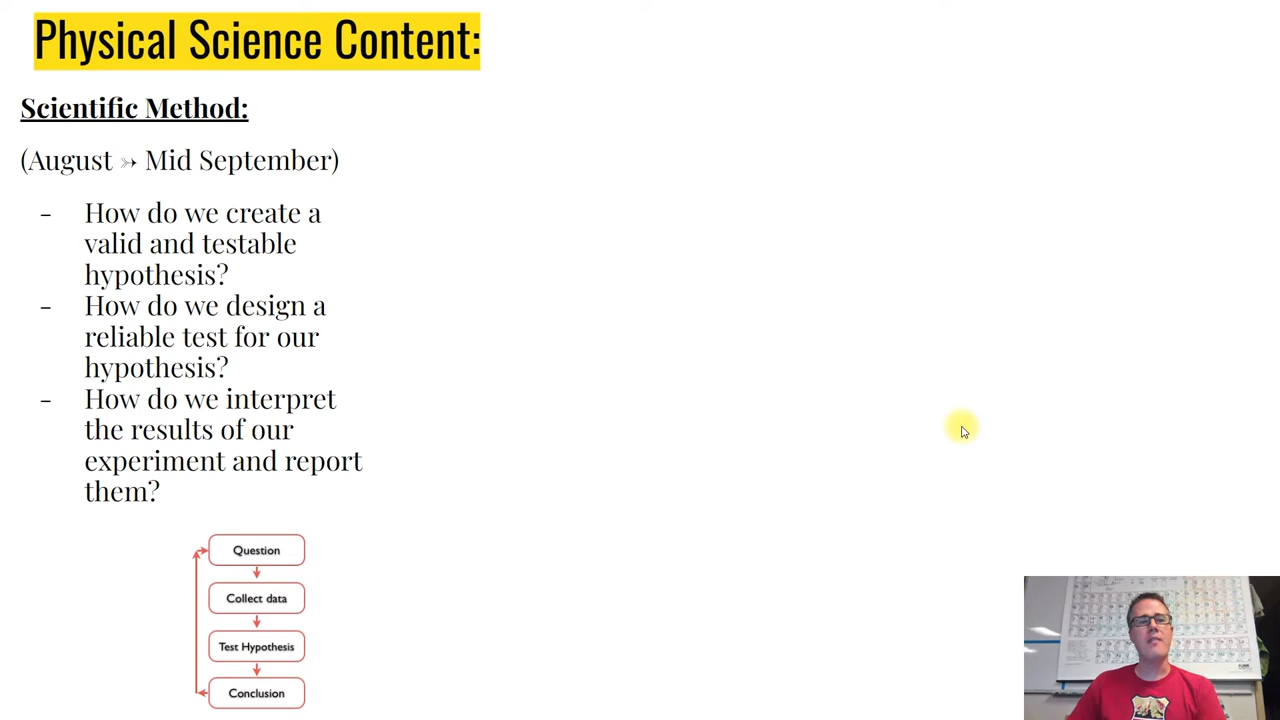 Physical Science Content:
Scientific Method:
(August ➳ Mid September)
- How do we create a
valid and testable
hypothesis?
- How do we design a
reliable test for our
hypothesis?
- How do we interpret
the results of our
experiment and report
them?
Question
Collect data
Test Hypothesis
Conclusion